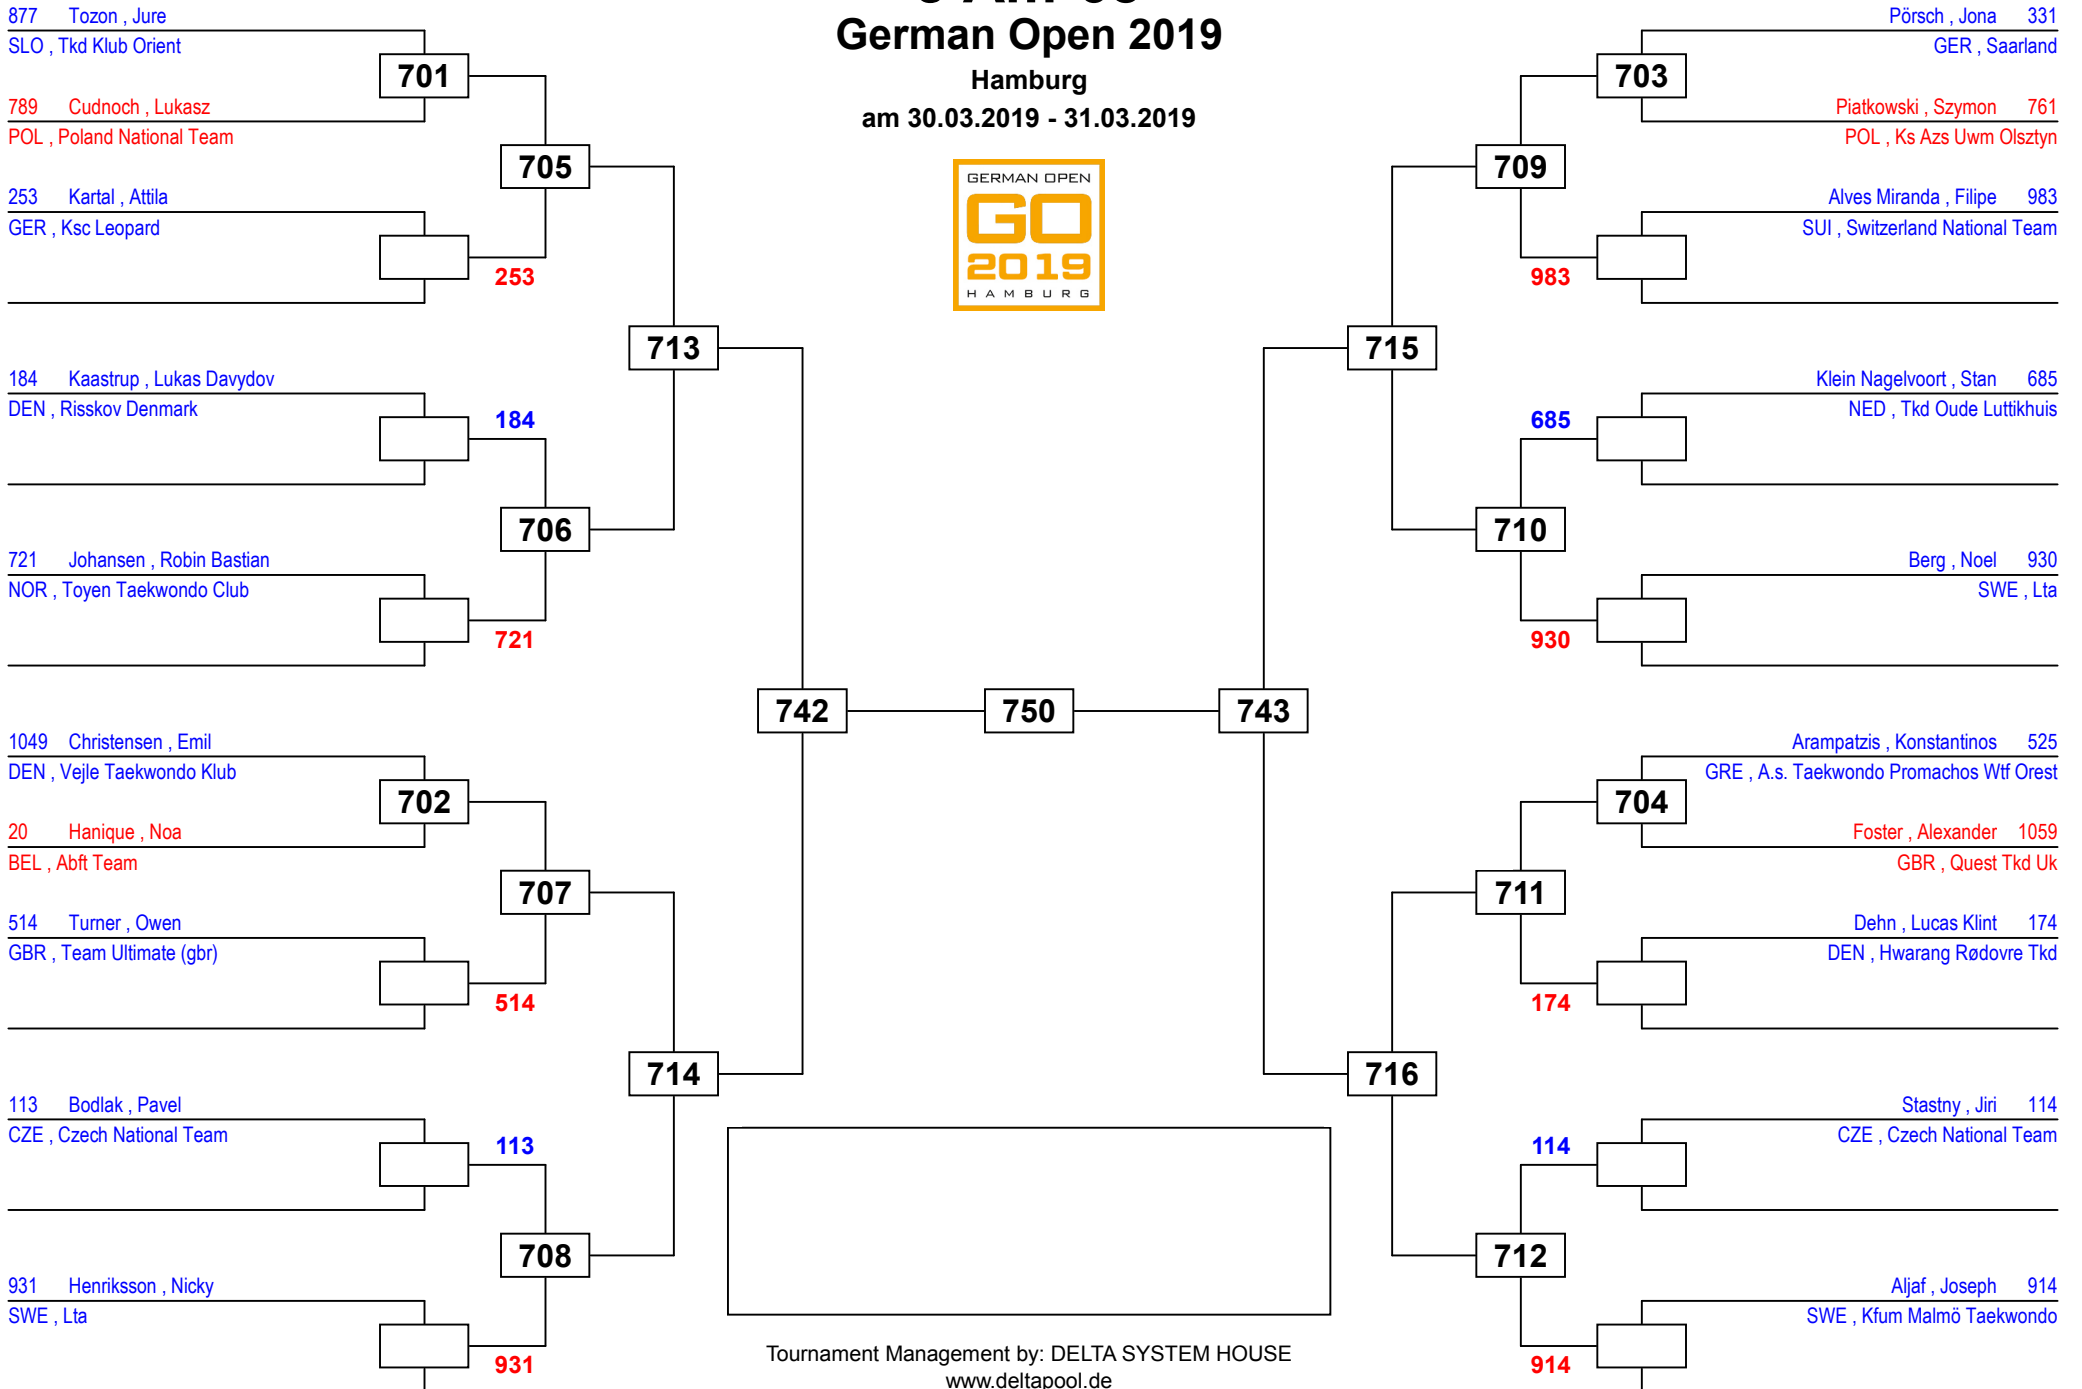 German Open 2019
Hamburg
am 30.03.2019 - 31.03.2019
GERMAN OPEN
GO
2019
HAMBURG
877 Tozon , Jure
SLO , Tkd Klub Orient
701
789 Cudnoch , Lukasz
POL , Poland National Team
705
253 Kartal , Attila
GER , Ksc Leopard
253
713
184 Kaastrup , Lukas Davydov
DEN , Risskov Denmark
184
706
721 Johansen , Robin Bastian
NOR , Toyen Taekwondo Club
721
742
750
743
1049 Christensen , Emil
DEN , Vejle Taekwondo Klub
702
20 Hanique , Noa
BEL , Abft Team
707
514 Turner , Owen
GBR , Team Ultimate (gbr)
514
714
113 Bodlak , Pavel
CZE , Czech National Team
113
708
931 Henriksson , Nicky
SWE , Lta
931
Pörsch , Jona 331
GER , Saarland
703
Piatkowski , Szymon 761
POL , Ks Azs Uwm Olsztyn
709
Alves Miranda , Filipe 983
SUI , Switzerland National Team
983
715
Klein Nagelvoort , Stan 685
NED , Tkd Oude Luttikhuis
685
710
Berg , Noel 930
SWE , Lta
930
Arampatzis , Konstantinos 525
GRE , A.s. Taekwondo Promachos Wtf Orest
704
Foster , Alexander 1059
GBR , Quest Tkd Uk
711
Dehn , Lucas Klint 174
DEN , Hwarang Rødovre Tkd
174
716
Stastny , Jiri 114
CZE , Czech National Team
114
712
Aljaf , Joseph 914
SWE , Kfum Malmö Taekwondo
914
Tournament Management by: DELTA SYSTEM HOUSE
www.deltapool.de